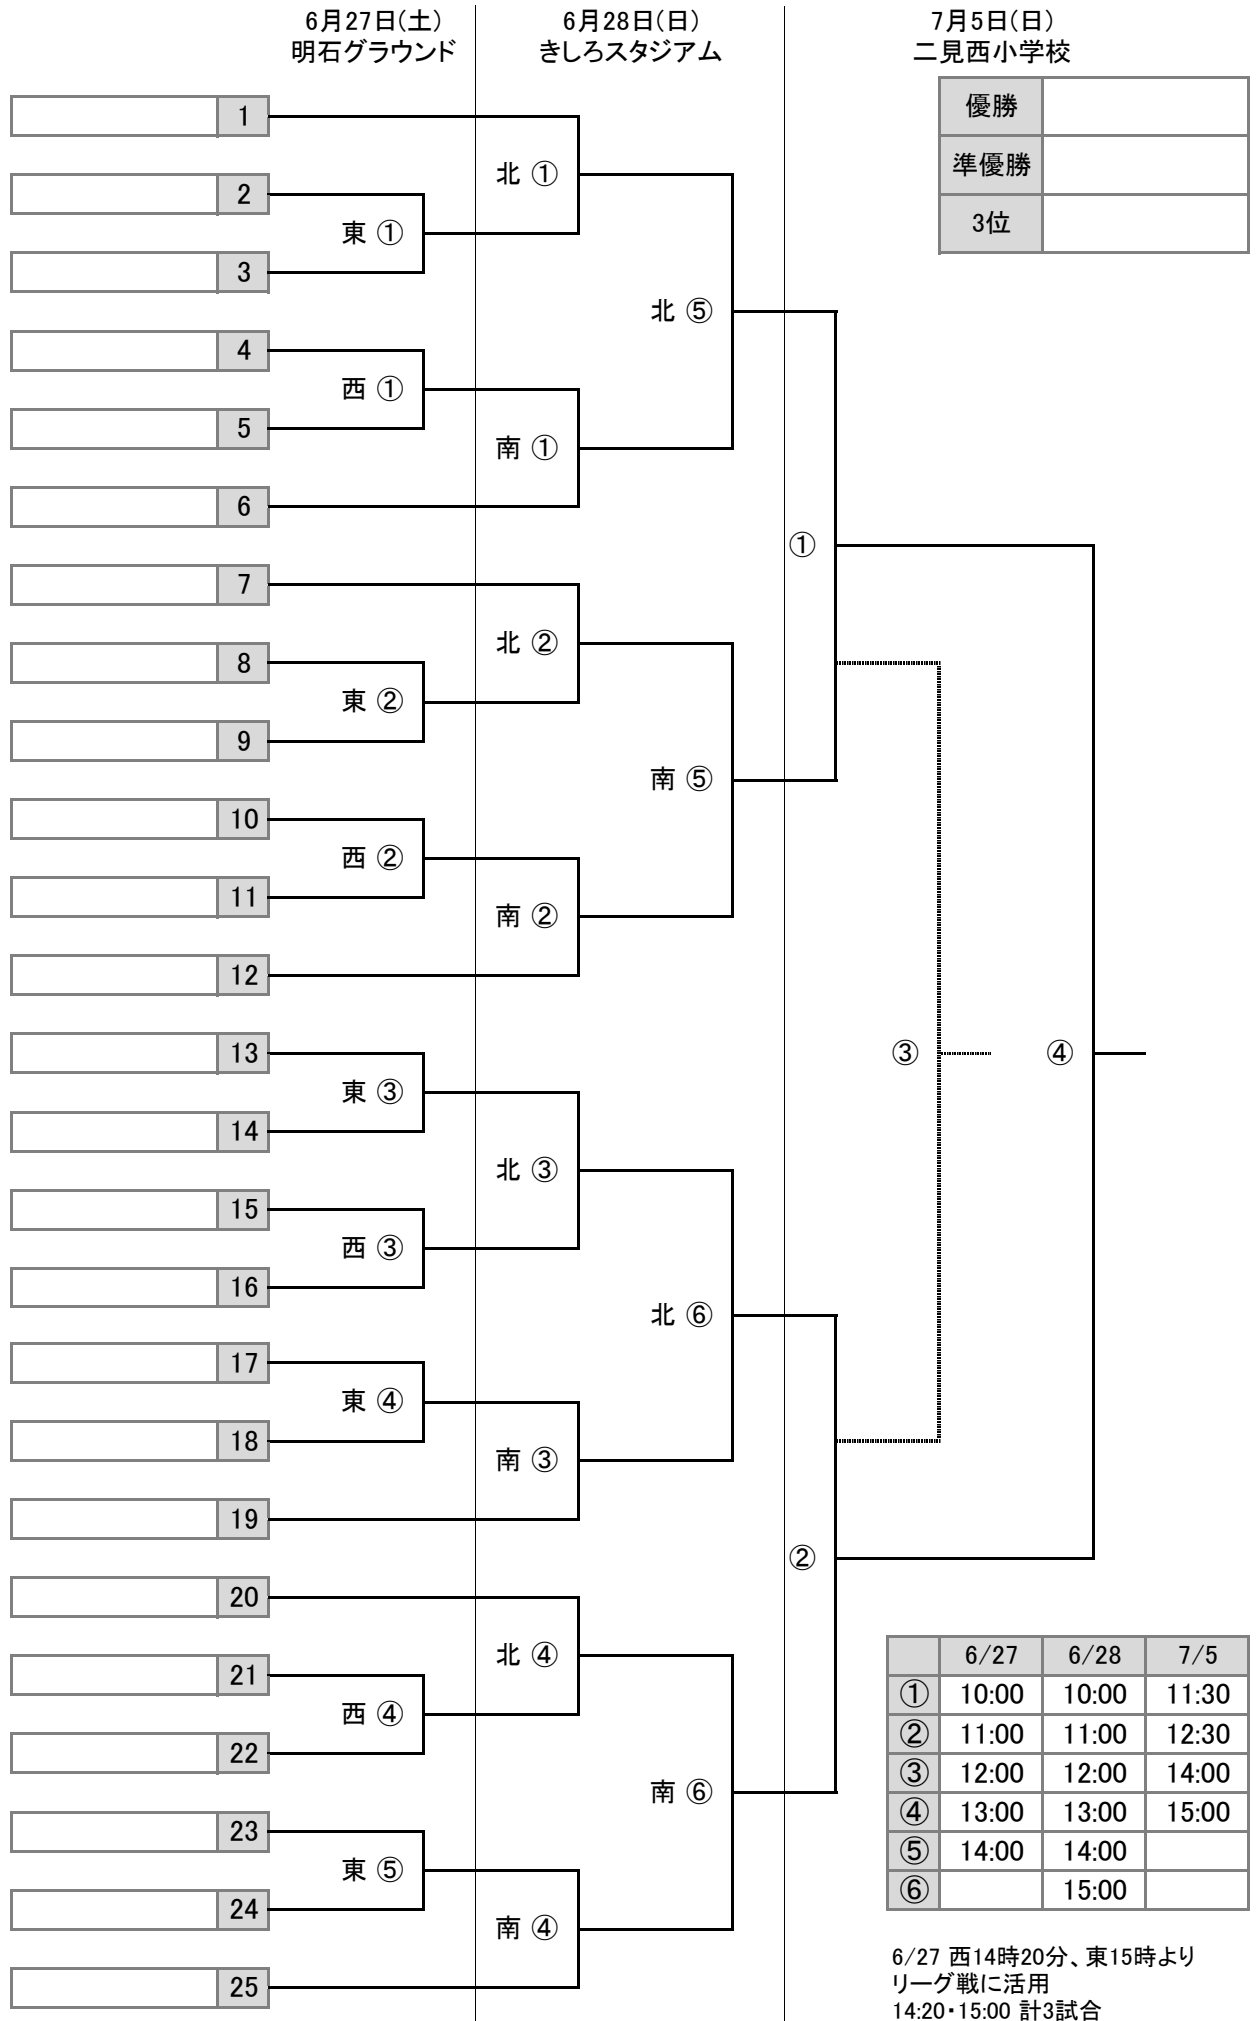 6月27日(土)
明石グラウンド
6月28日(日)
きしろスタジアム
7月5日(日)
二見西小学校
優勝
準優勝
3位
1
北 ①
2
東 ①
3
北 ⑤
4
西 ①
5
南 ①
6
①
7
北 ②
8
東 ②
9
南 ⑤
10
西 ②
11
南 ②
12
13
③
④
東 ③
14
北 ③
15
西 ③
16
北 ⑥
17
東 ④
18
南 ③
19
②
20
北 ④
21
西 ④
22
南 ⑥
23
東 ⑤
24
南 ④
25
6/27 6/28 7/5
① 10:00 10:00 11:30
② 11:00 11:00 12:30
③ 12:00 12:00 14:00
④ 13:00 13:00 15:00
⑤ 14:00 14:00
⑥ 15:00
6/27 西14時20分、東15時より
リーグ戦に活用
14:20・15:00 計3試合